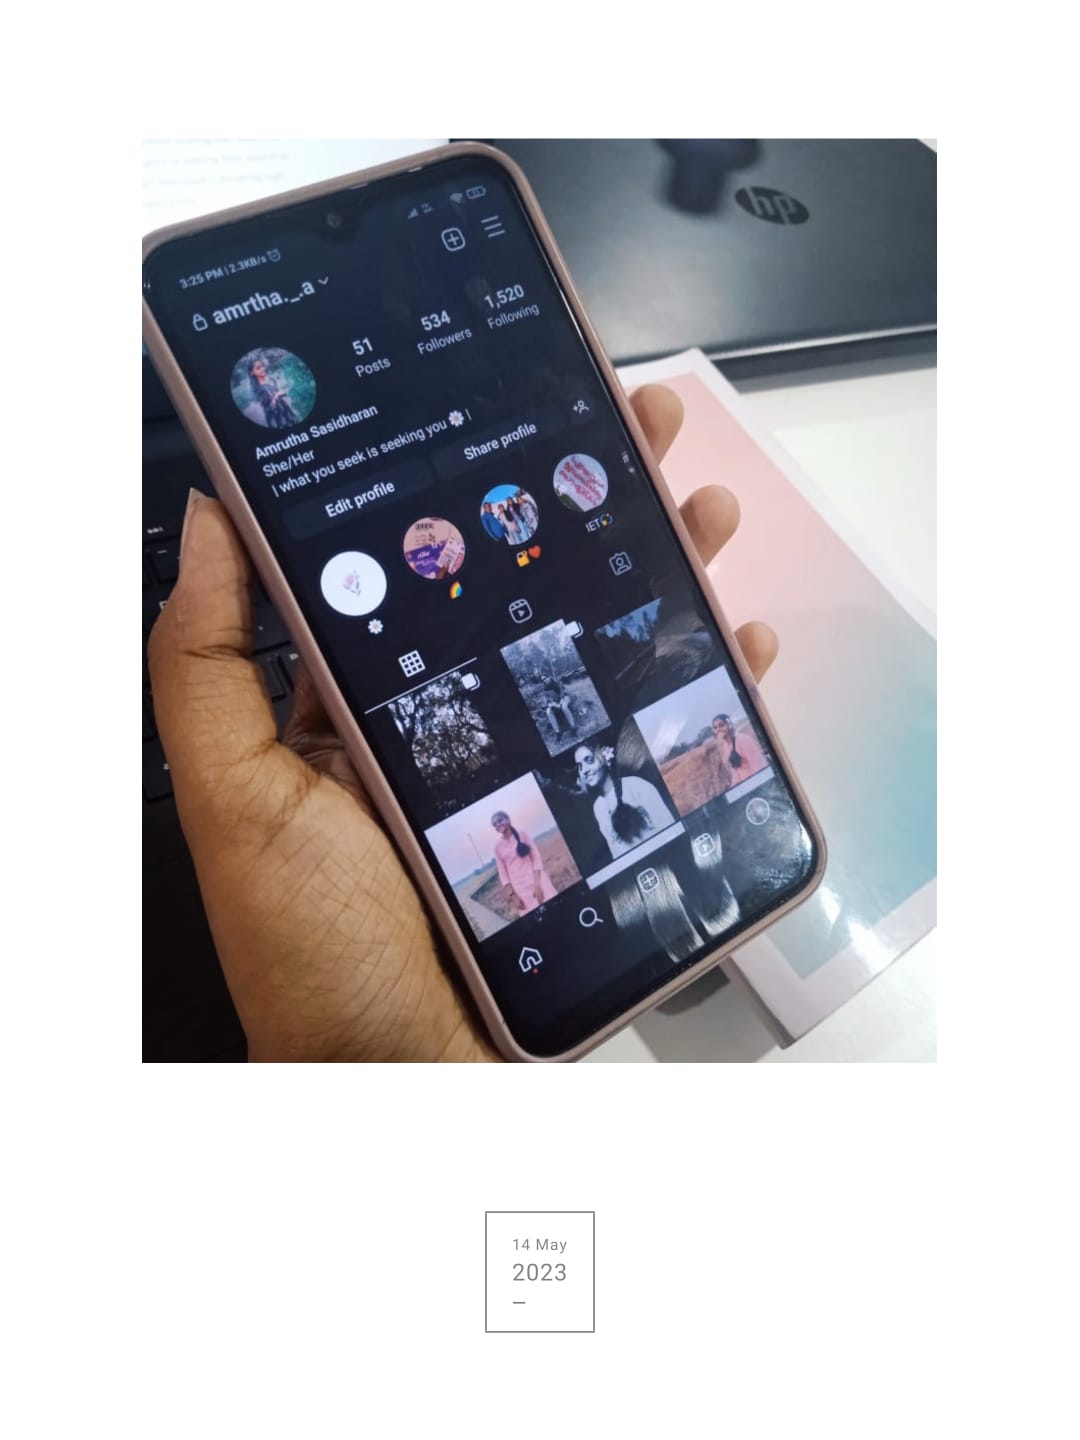 hp
3:25 PM | 2.3KB/s
amrtha._.a
51 Posts
534 Followers
1,520 Following
Amrutha Sasidharan
She/Her
| what you seek is seeking you 🌼 |
Edit profile
Share profile
🌼
🌈
❤️
IET
14 May
2023
–